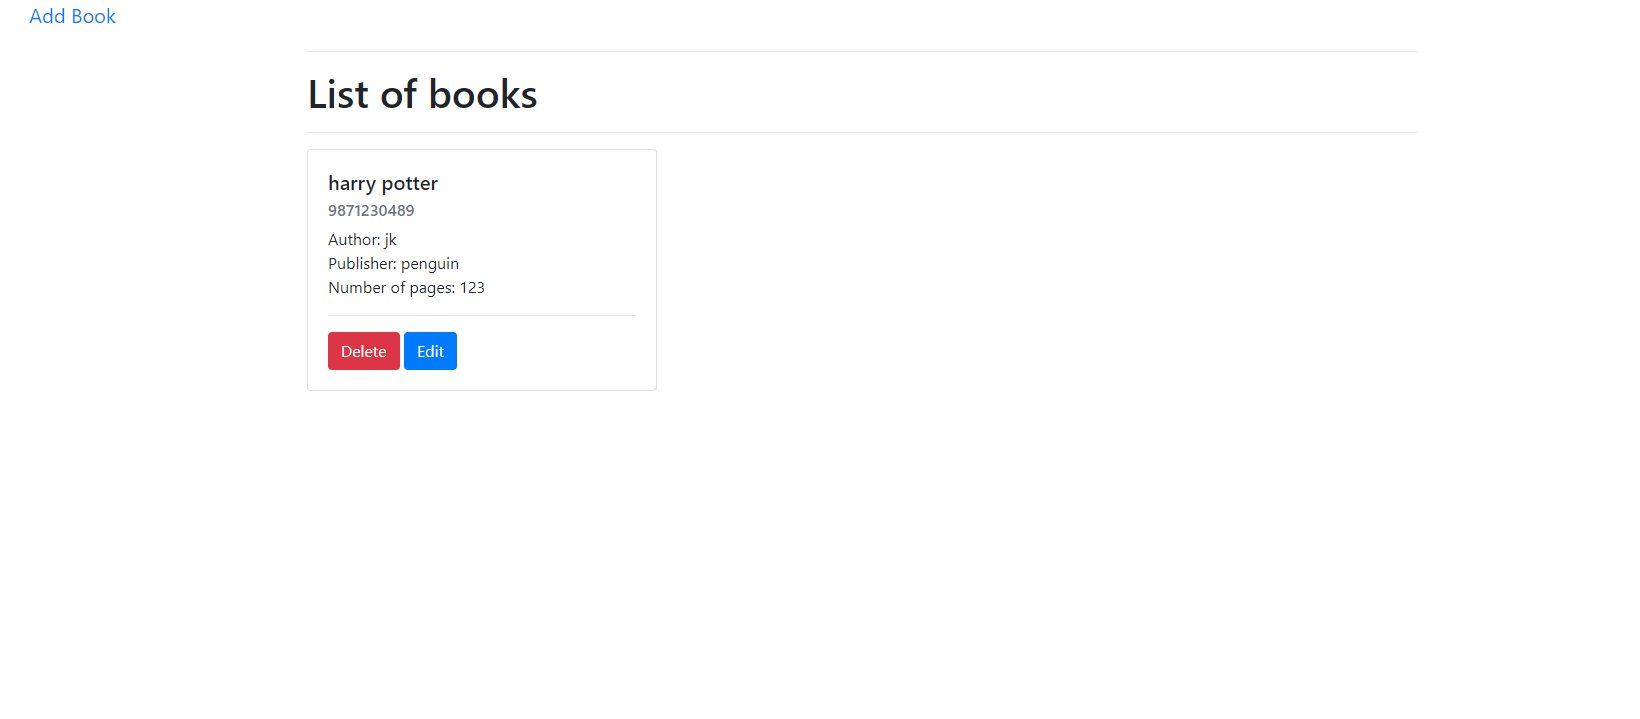 Add Book
List of books
harry potter
9871230489
Author: jk
Publisher: penguin
Number of pages: 123
Delete Edit